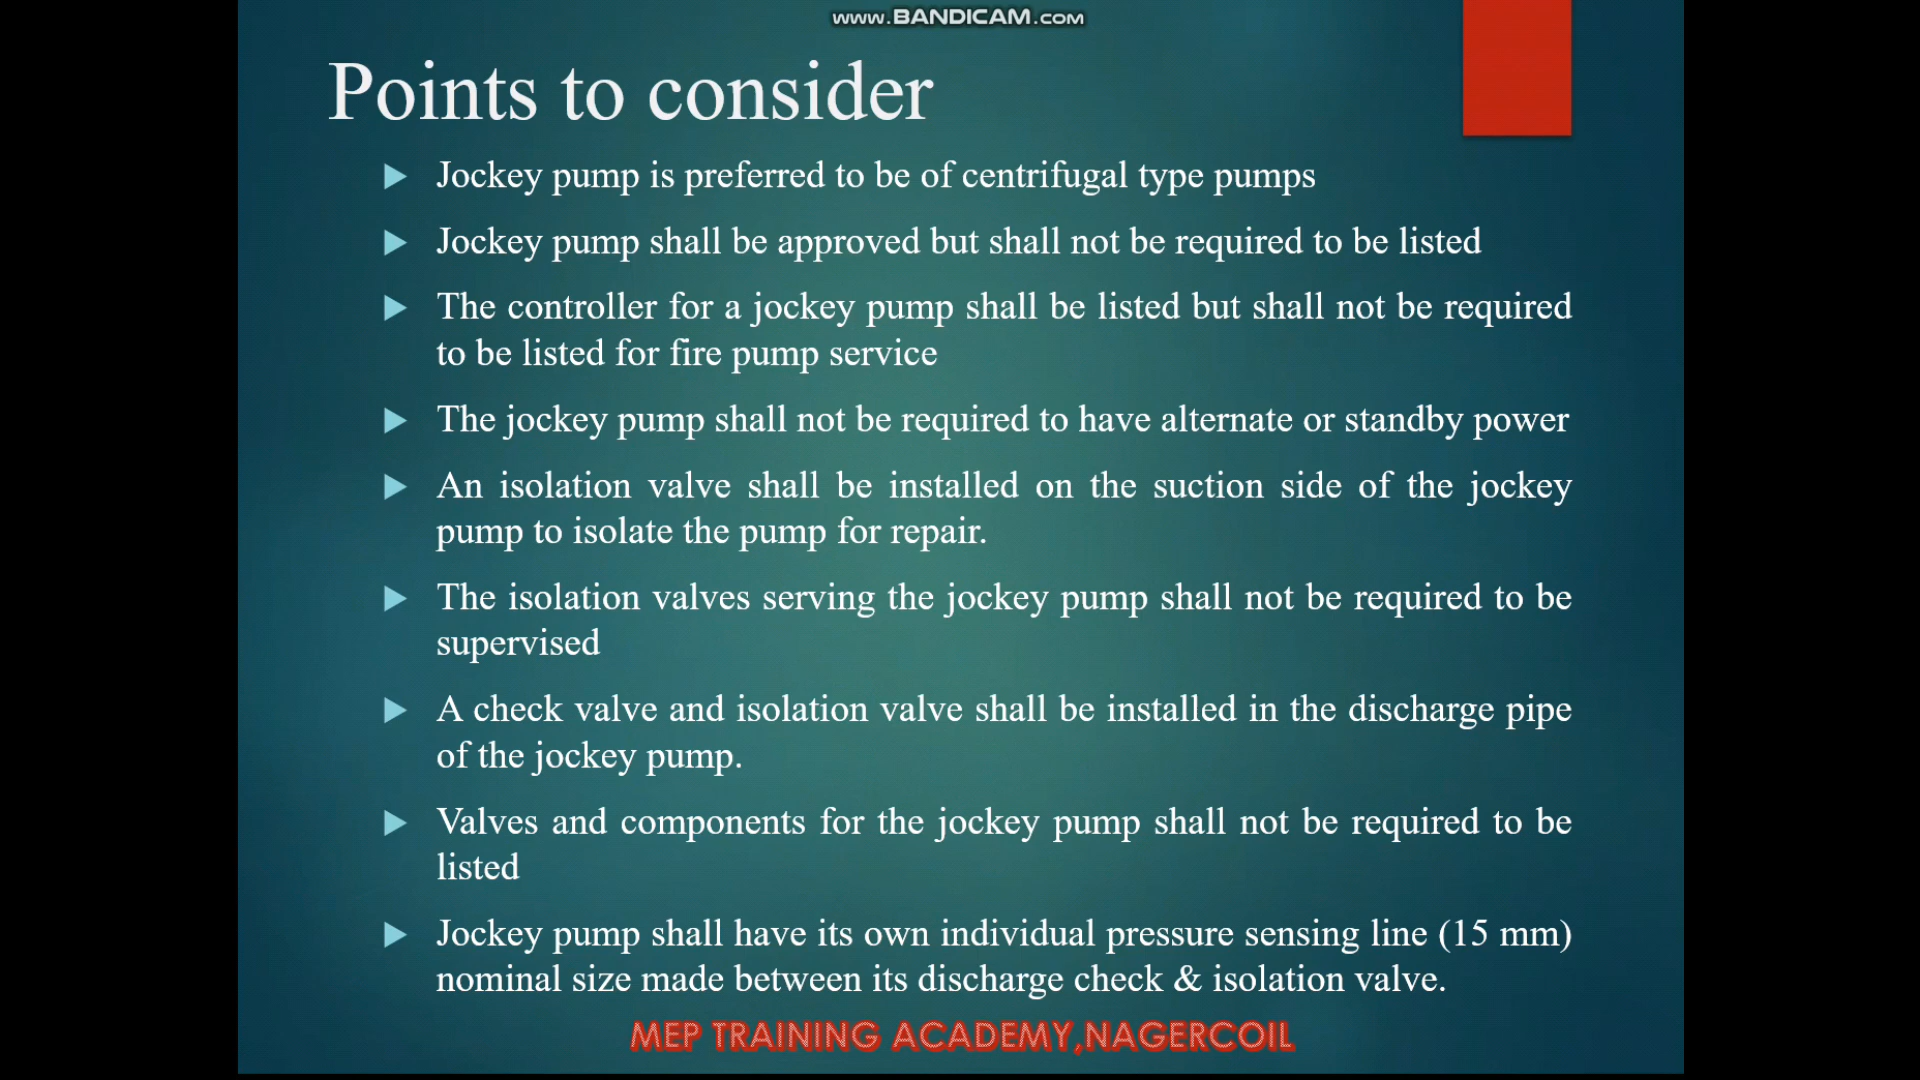 www.BANDICAM.com
Points to consider
Jockey pump is preferred to be of centrifugal type pumps
Jockey pump shall be approved but shall not be required to be listed
The controller for a jockey pump shall be listed but shall not be required
to be listed for fire pump service
The jockey pump shall not be required to have alternate or standby power
An isolation valve shall be installed on the suction side of the jockey
pump to isolate the pump for repair.
The isolation valves serving the jockey pump shall not be required to be
supervised
A check valve and isolation valve shall be installed in the discharge pipe
of the jockey pump.
Valves and components for the jockey pump shall not be required to be
listed
Jockey pump shall have its own individual pressure sensing line (15 mm)
nominal size made between its discharge check & isolation valve.
MEP TRAINING ACADEMY,NAGERCOIL